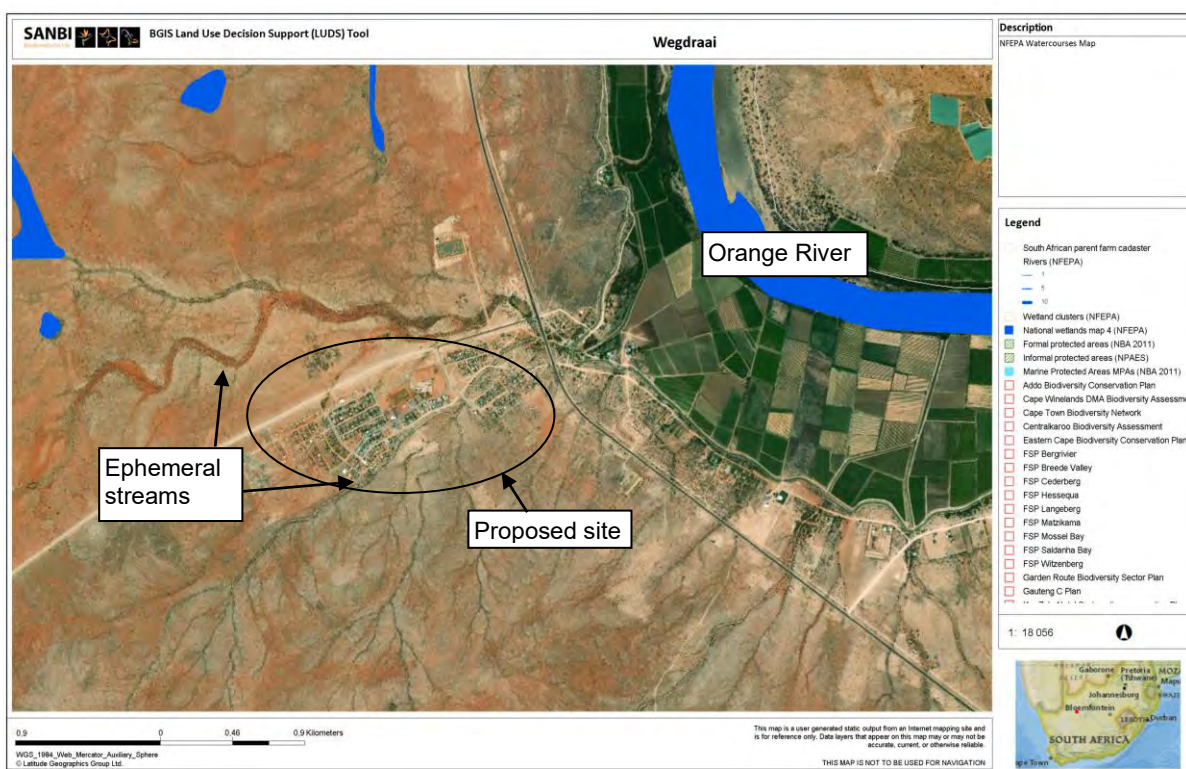 SANBI
BGIS Land Use Decision Support (LUDS) Tool
Wegdraai
Description
NFEPA Watercourses Map
Orange River
Ephemeral
streams
Proposed site
Legend
South African parent farm cadaster
Rivers (NFEPA)
1
5
10
Wetland clusters (NFEPA)
National wetlands map 4 (NFEPA)
Formal protected areas (NBA 2011)
Informal protected areas (NPAES)
Marine Protected Areas MPAs (NBA 2011)
Addo Biodiversity Conservation Plan
Cape Winelands DMA Biodiversity Assessme
Cape Town Biodiversity Network
Centralkaroo Biodiversity Assessment
Eastern Cape Biodiversity Conservation Plan
FSP Bergrivier
FSP Breede Valley
FSP Cederberg
FSP Hessequa
FSP Langeberg
FSP Matzikama
FSP Mossel Bay
FSP Saldanha Bay
FSP Witzenberg
Garden Route Biodiversity Sector Plan
Gauteng C Plan
1: 18 056
Gaborone
Pretoria
(Tshwane)
MOZ
Map
Johannesburg
Bloemfontein
LESOTHO
Durban
SOUTH AFRICA
ape Town
0.9
0
0.46
0.9 Kilometers
WGS_1984_Web_Mercator_Auxiliary_Sphere
© Latitude Geographics Group Ltd.
This map is a user generated static output from an Internet mapping site and
is for reference only. Data layers that appear on this map may or may not be
accurate, current, or otherwise reliable.
THIS MAP IS NOT TO BE USED FOR NAVIGATION